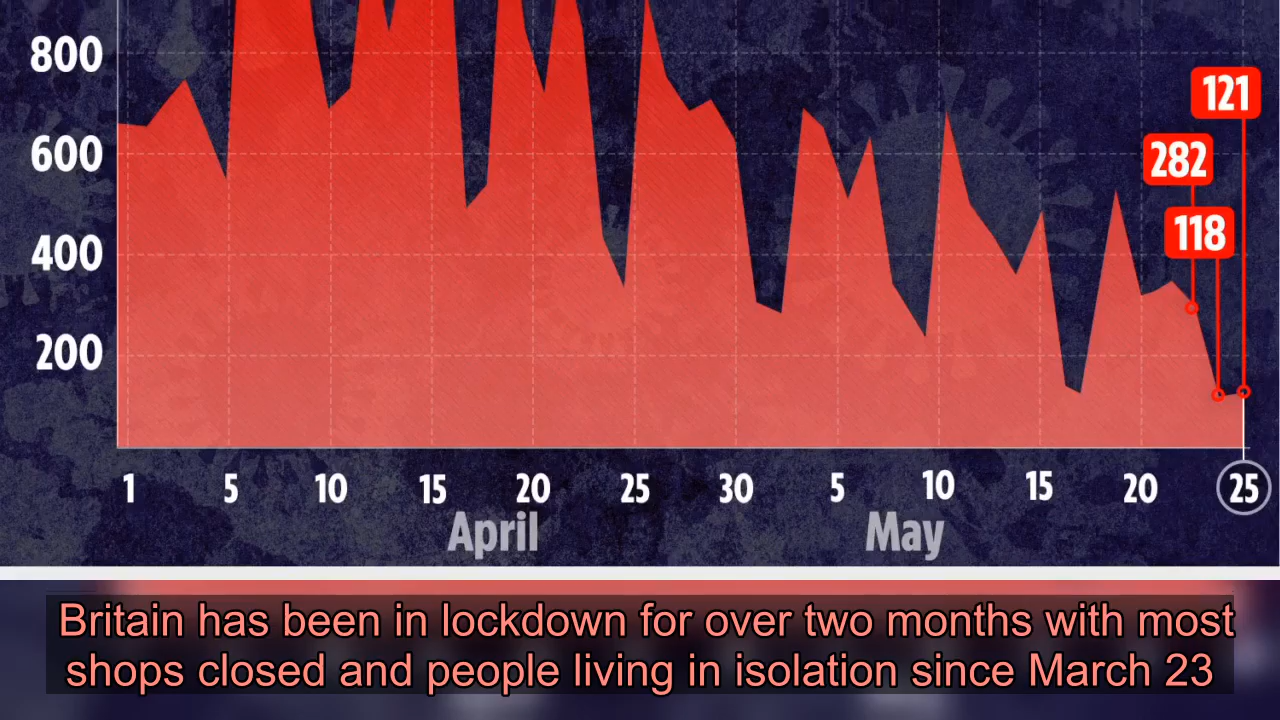 800
600
400
200
121
282
118
1 5 10 15 20 25 30 5 10 15 20 25
April May
Britain has been in lockdown for over two months with most
shops closed and people living in isolation since March 23